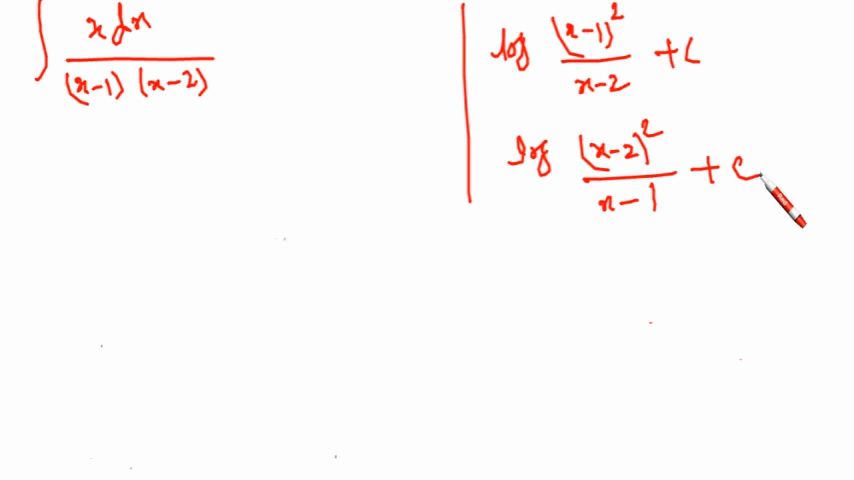 ∫ x dx / (x-1) (x-2)
log (x-1)² / x-2 + C
log (x-2)² / x-1 + C